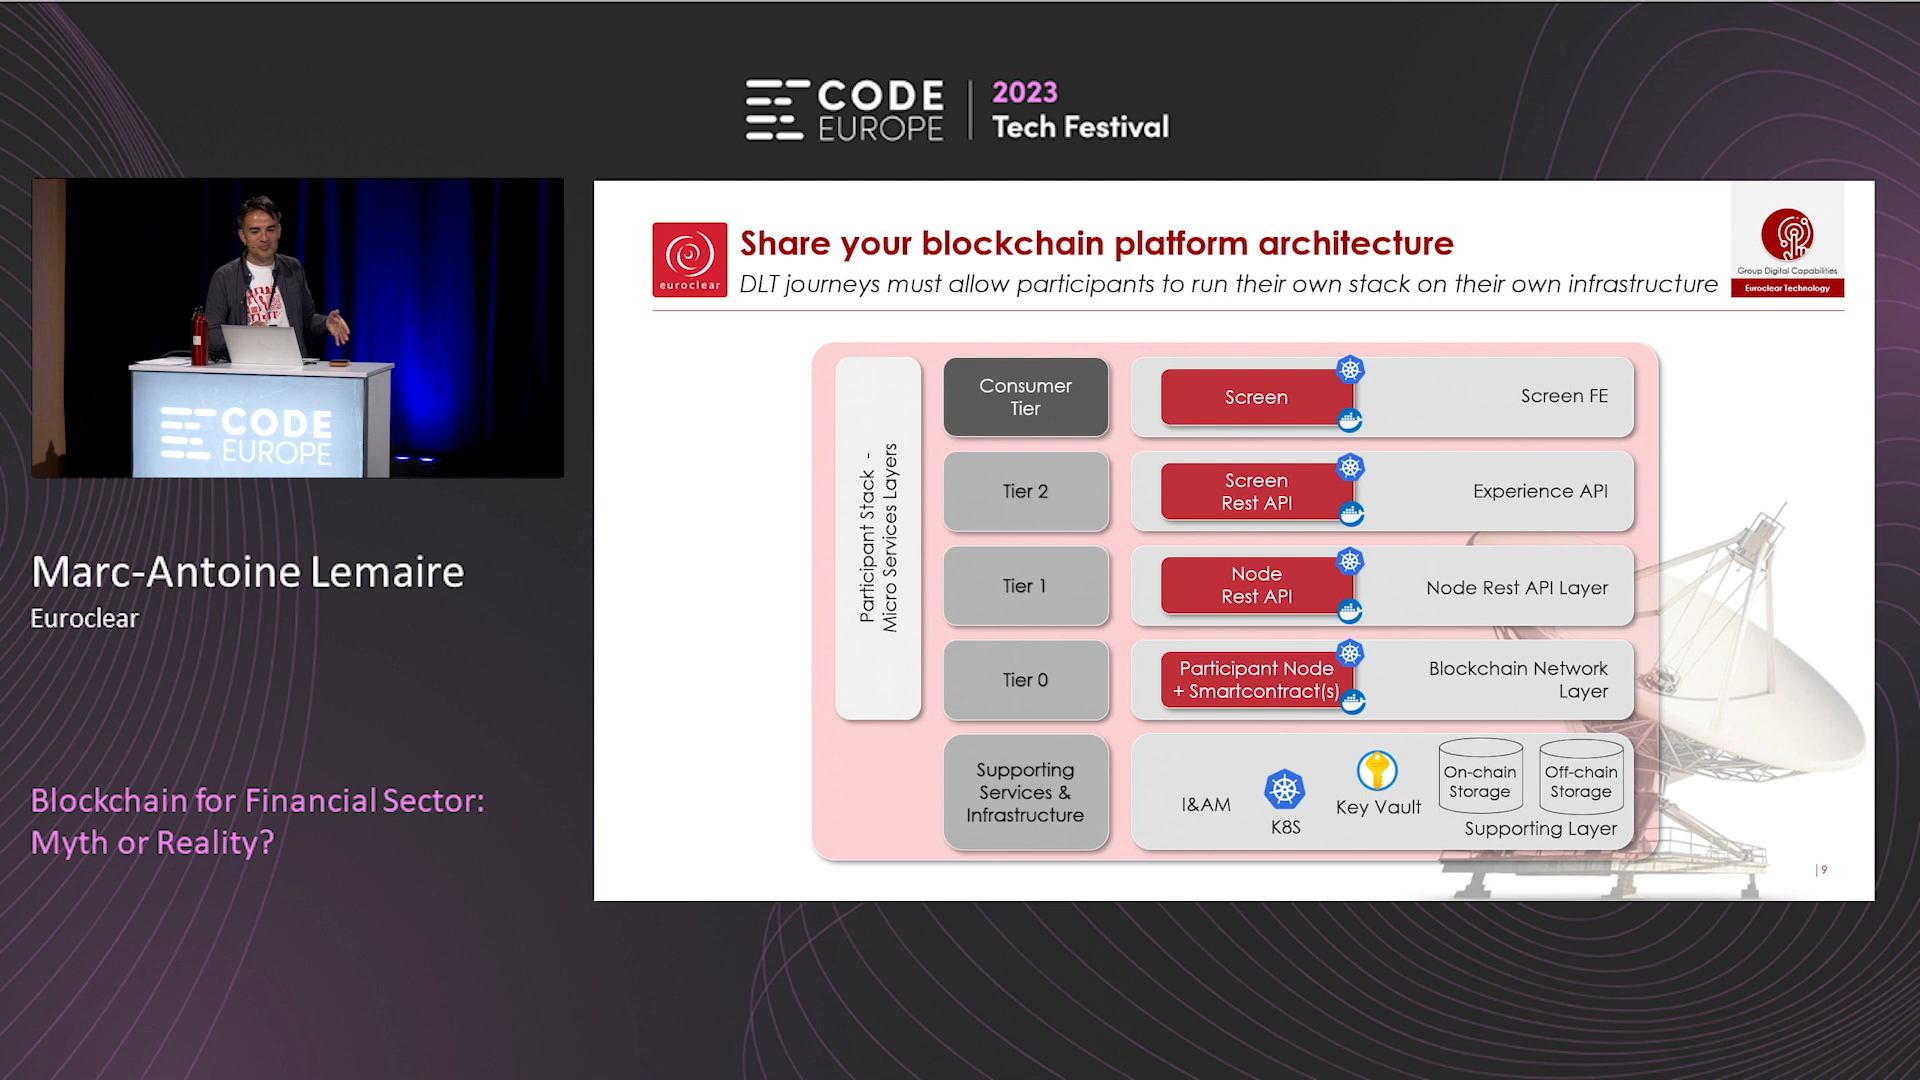 CODE
EUROPE
2023
Tech Festival
CODE
EUROPE
Marc-Antoine Lemaire
Euroclear
Blockchain for Financial Sector:
Myth or Reality?
euroclear
Share your blockchain platform architecture
DLT journeys must allow participants to run their own stack on their own infrastructure
Group Digital Capabilities
Euroclear Technology
Participant Stack -
Micro Services Layers
Consumer
Tier
Screen
Screen FE
Tier 2
Screen
Rest API
Experience API
Tier 1
Node
Rest API
Node Rest API Layer
Tier 0
Participant Node
+ Smartcontract(s)
Blockchain Network
Layer
Supporting
Services &
Infrastructure
I&AM
K8S
Key Vault
On-chain
Storage
Off-chain
Storage
Supporting Layer
| 9